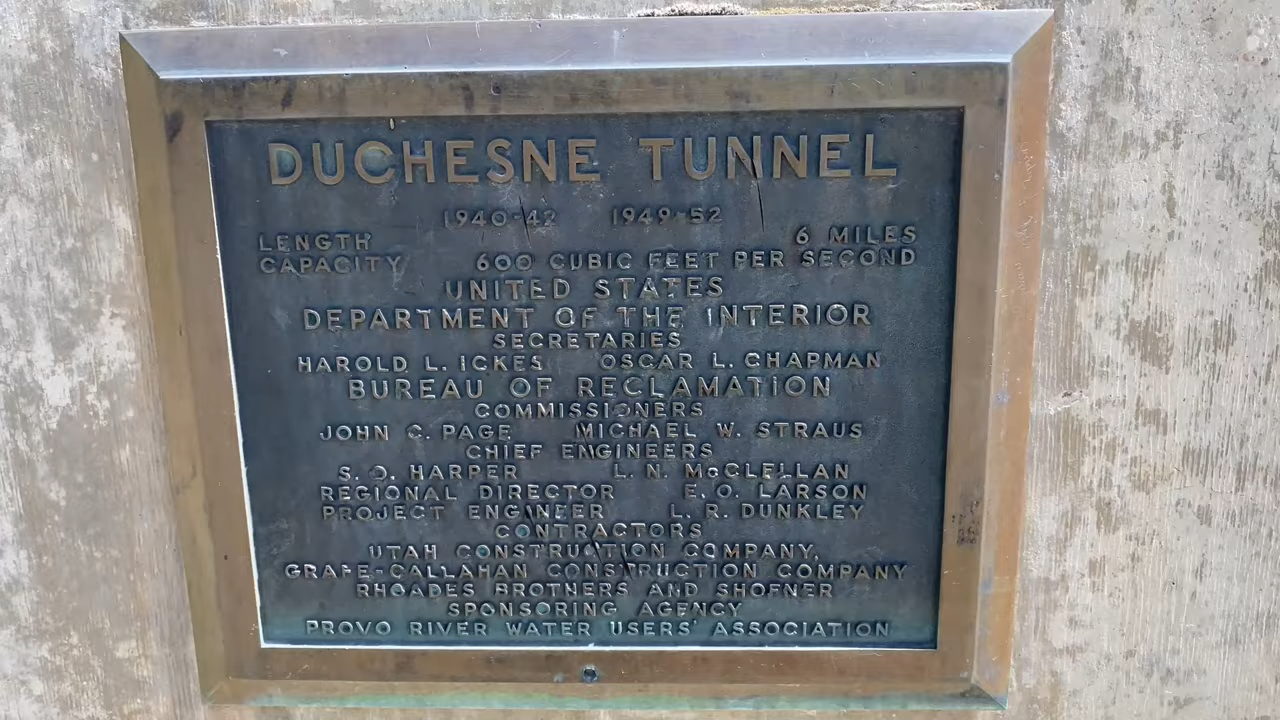 DUCHESNE TUNNEL
1940-42 1949-52
LENGTH 6 MILES
CAPACITY 600 CUBIC FEET PER SECOND
UNITED STATES
DEPARTMENT OF THE INTERIOR
SECRETARIES
HAROLD L. ICKES OSCAR L. CHAPMAN
BUREAU OF RECLAMATION
COMMISSIONERS
JOHN C. PAGE MICHAEL W. STRAUS
CHIEF ENGINEERS
S. O. HARPER L. N. McCLELLAN
REGIONAL DIRECTOR E. O. LARSON
PROJECT ENGINEER L. R. DUNKLEY
CONTRACTORS
UTAH CONSTRUCTION COMPANY,
GRAFE-CALLAHAN CONSTRUCTION COMPANY
RHOADES BROTHERS AND SHOFNER
SPONSORING AGENCY
PROVO RIVER WATER USERS' ASSOCIATION